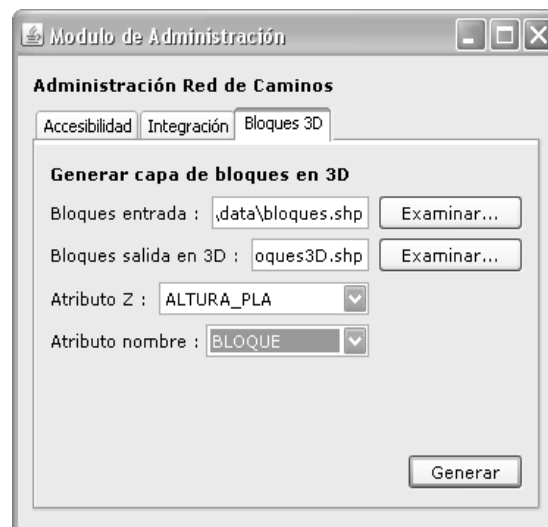 Modulo de Administración
Administración Red de Caminos
Accesibilidad Integración Bloques 3D
Generar capa de bloques en 3D
Bloques entrada : \data\bloques.shp Examinar...
Bloques salida en 3D : oques3D.shp Examinar...
Atributo Z : ALTURA_PLA
Atributo nombre : BLOQUE
Generar